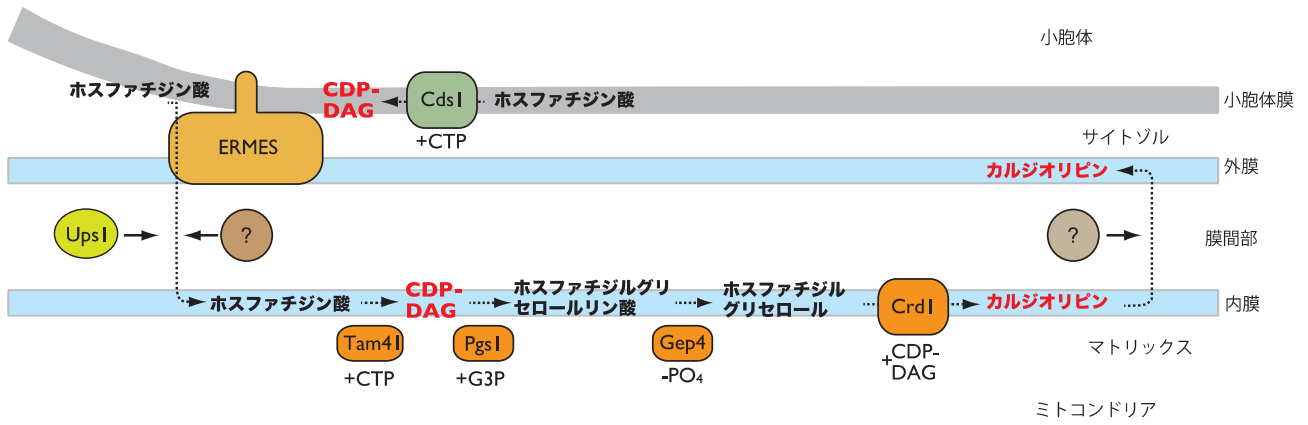 小胞体
ホスファチジン酸
CDP-
DAG
Cds1
ホスファチジン酸
小胞体膜
+CTP
サイトゾル
ERMES
カルジオリピン
外膜
Ups1
?
?
膜間部
ホスファチジン酸
CDP-
DAG
ホスファチジルグリ
セロールリン酸
ホスファチジル
グリセロール
Crd1
カルジオリピン
内膜
Tam41
Pgs1
Gep4
+CDP-
DAG
マトリックス
+CTP
+G3P
-PO₄
ミトコンドリア